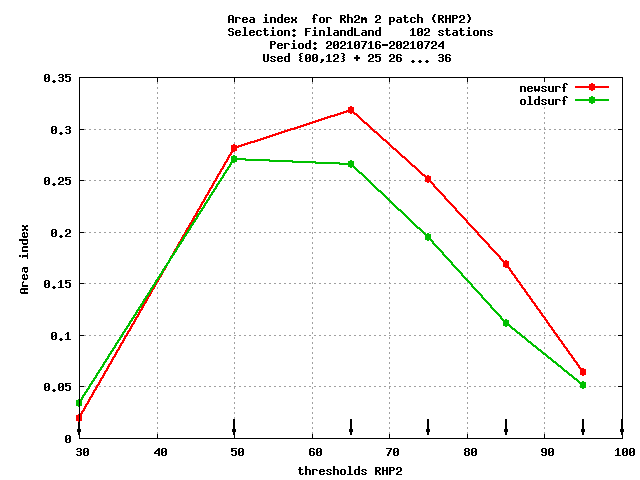 Area index  for Rh2m 2 patch (RHP2)
Selection: FinlandLand    102 stations
Period: 20210716-20210724
Used {00,12} + 25 26 ... 36
newsurf
oldsurf
0.35
0.3
0.25
0.2
0.15
0.1
0.05
0
Area index
30 40 50 60 70 80 90 100
thresholds RHP2